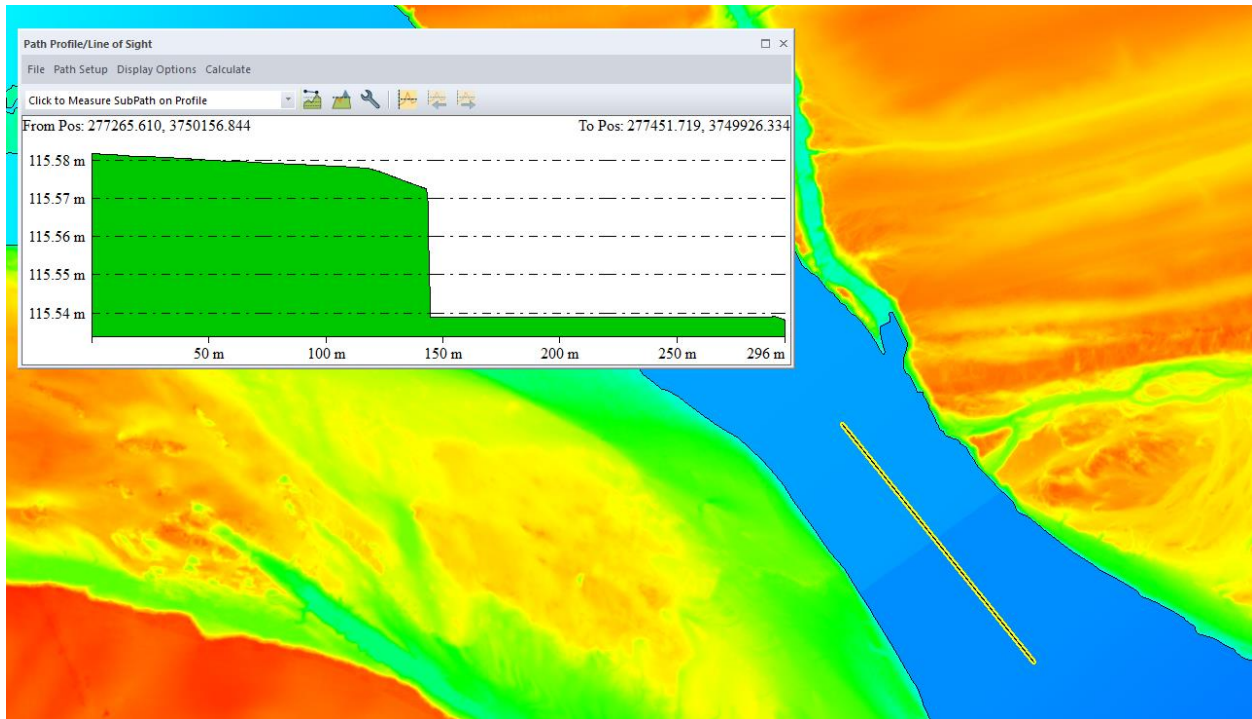 Path Profile/Line of Sight
File Path Setup Display Options Calculate
Click to Measure SubPath on Profile
From Pos: 277265.610, 3750156.844 To Pos: 277451.719, 3749926.334
115.58 m
115.57 m
115.56 m
115.55 m
115.54 m
50 m 100 m 150 m 200 m 250 m 296 m